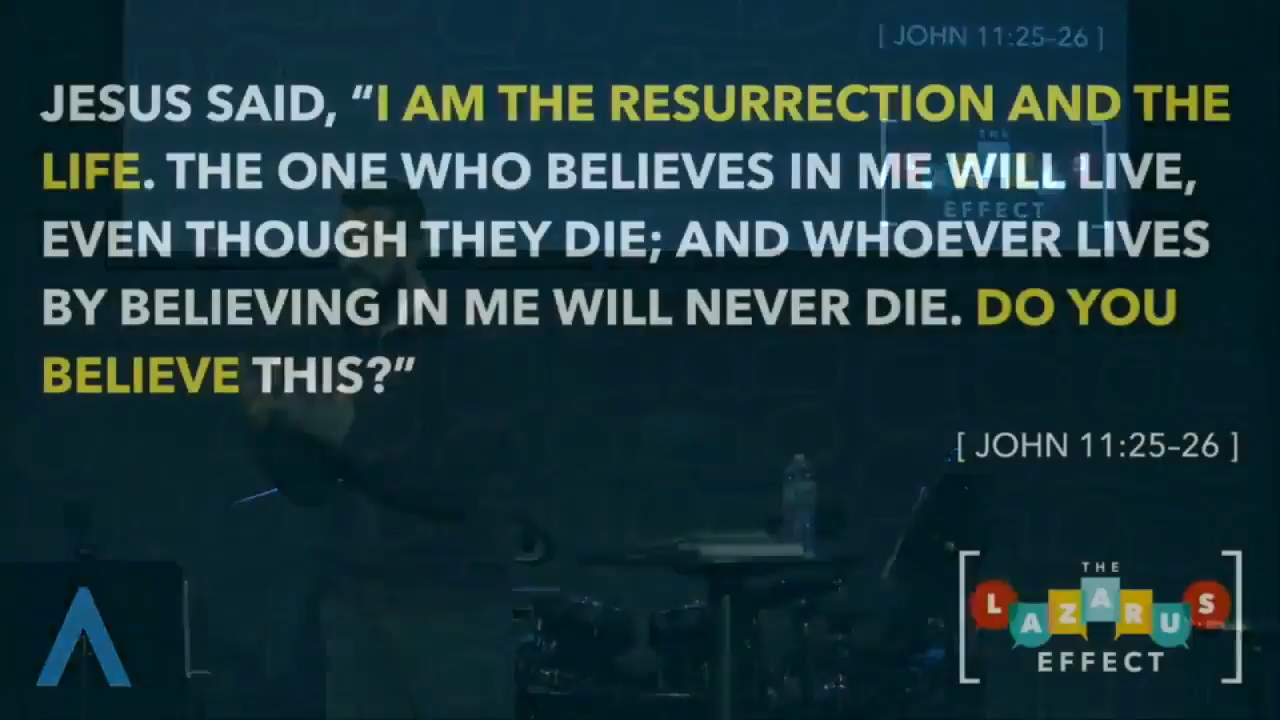 [ JOHN 11:25–26 ]
JESUS SAID, “I AM THE RESURRECTION AND THE
LIFE. THE ONE WHO BELIEVES IN ME WILL LIVE,
EVEN THOUGH THEY DIE; AND WHOEVER LIVES
BY BELIEVING IN ME WILL NEVER DIE. DO YOU
BELIEVE THIS?”
THE
EFFECT
[ JOHN 11:25–26 ]
THE
LAZARUS
EFFECT